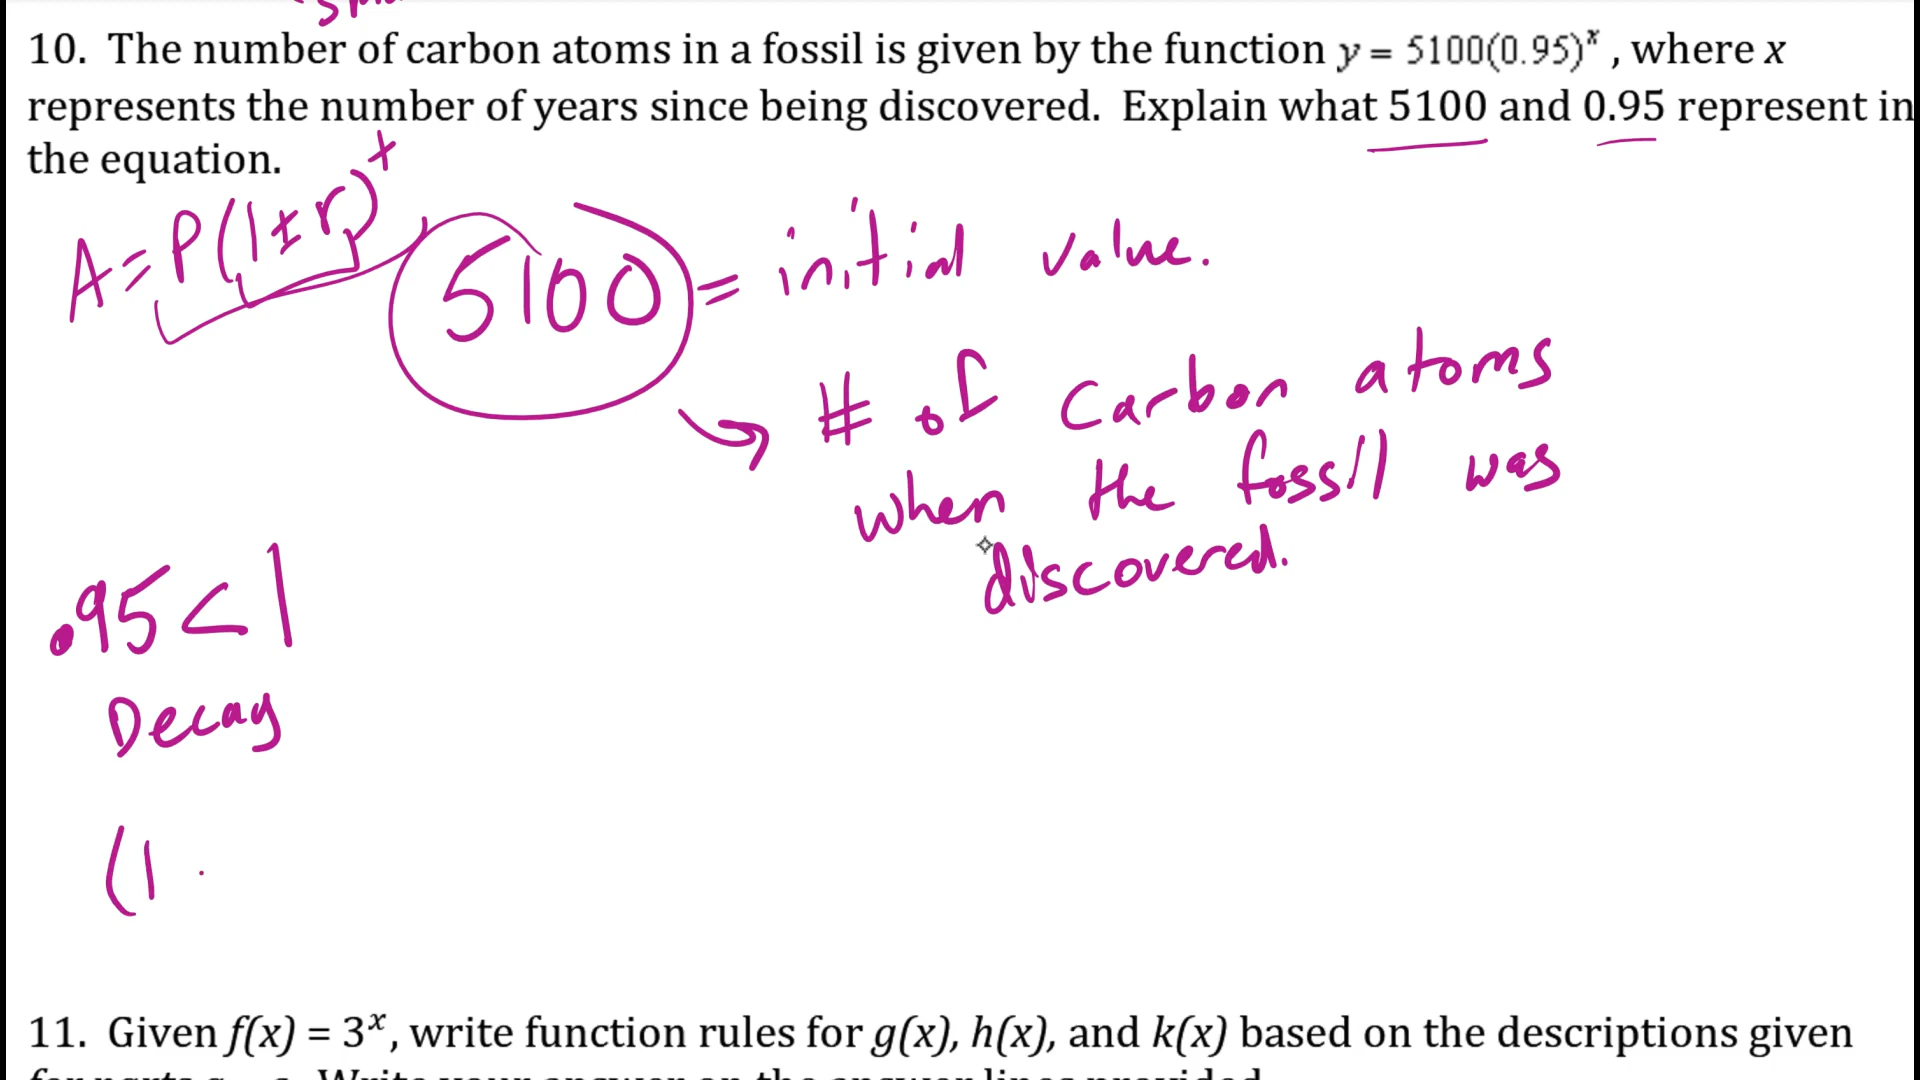 10. The number of carbon atoms in a fossil is given by the function y = 5100(0.95)ˣ , where x
represents the number of years since being discovered. Explain what 5100 and 0.95 represent in
the equation.
A = P(1±r)ᵗ
5100 = initial value.
# of carbon atoms
when the fossil was
discovered.
.95 < 1
Decay
(1
11. Given f(x) = 3ˣ, write function rules for g(x), h(x), and k(x) based on the descriptions given